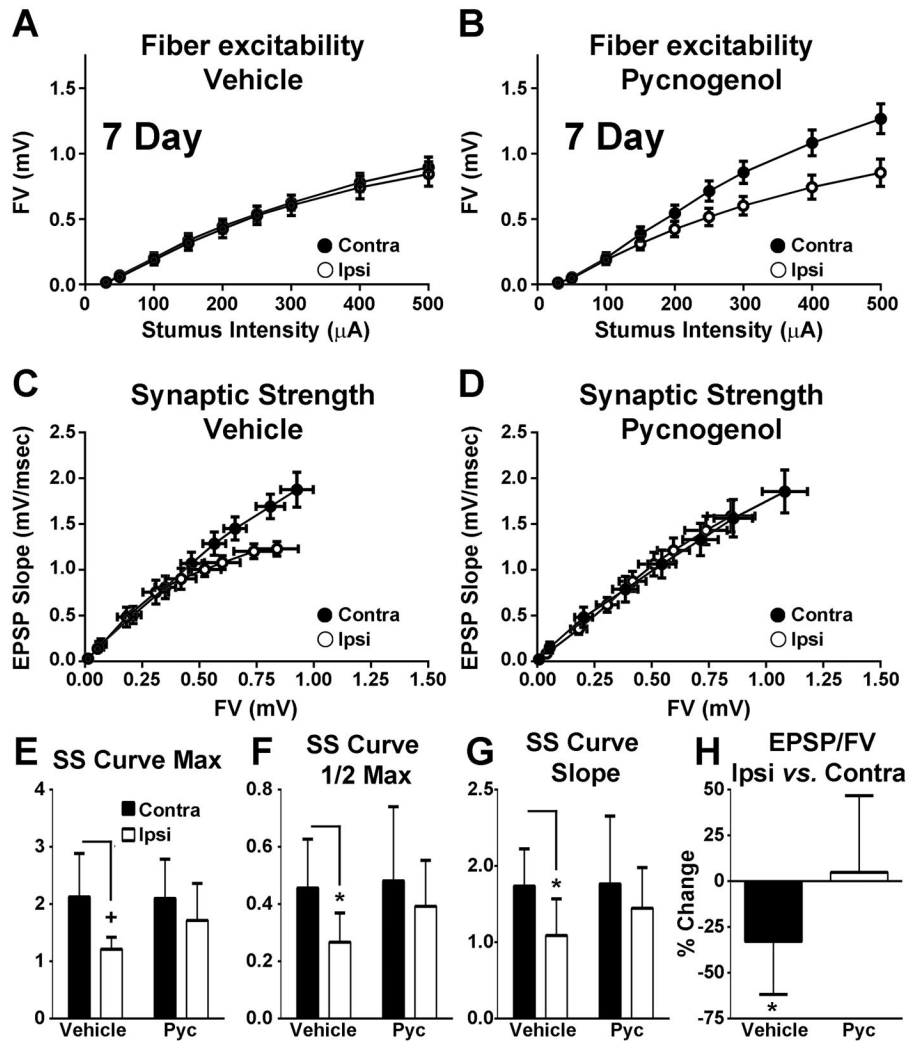 A
Fiber excitability
Vehicle
7 Day
FV (mV)
1.5
1.0
0.5
0.0
Contra
Ipsi
0 100 200 300 400 500
Stumus Intensity (μA)
B
Fiber excitability
Pycnogenol
7 Day
FV (mV)
1.5
1.0
0.5
0.0
Contra
Ipsi
0 100 200 300 400 500
Stumus Intensity (μA)
C
Synaptic Strength
Vehicle
EPSP Slope (mV/msec)
2.5
2.0
1.5
1.0
0.5
0.0
Contra
Ipsi
0.00 0.25 0.50 0.75 1.00 1.25 1.50
FV (mV)
D
Synaptic Strength
Pycnogenol
EPSP Slope (mV/msec)
2.5
2.0
1.5
1.0
0.5
0.0
Contra
Ipsi
0.00 0.25 0.50 0.75 1.00 1.25 1.50
FV (mV)
E
SS Curve Max
4
3
2
1
0
Contra
Ipsi
+
Vehicle Pyc
F
SS Curve
1/2 Max
0.8
0.6
0.4
0.2
0.0
*
Vehicle Pyc
G
SS Curve
Slope
3.0
2.0
1.0
0.0
*
Vehicle Pyc
H
EPSP/FV
Ipsi vs. Contra
% Change
50
25
0
-25
-50
-75
*
Vehicle Pyc